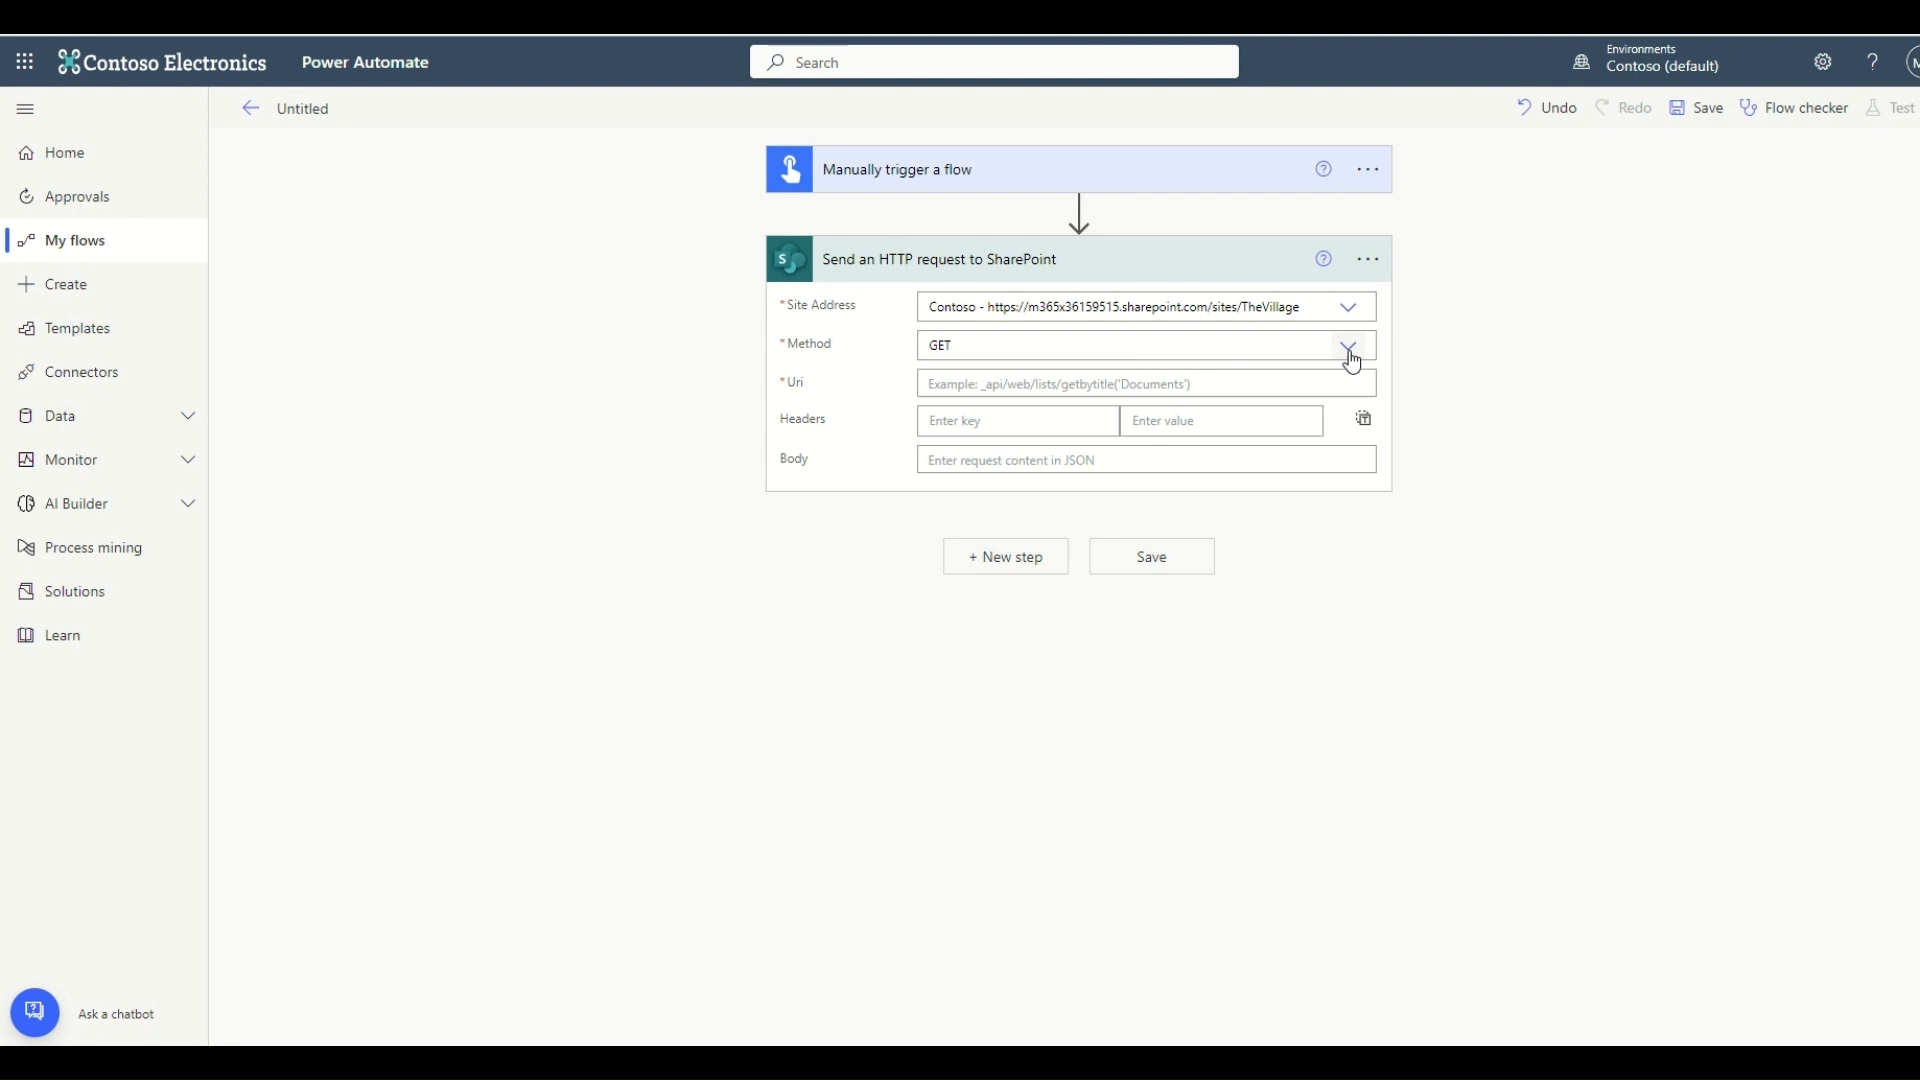 Contoso Electronics
Power Automate
Search
Environments
Contoso (default)
?
Untitled
Undo
Redo
Save
Flow checker
Test
Home
Approvals
My flows
Create
Templates
Connectors
Data
Monitor
AI Builder
Process mining
Solutions
Learn
Manually trigger a flow
?
...
S
Send an HTTP request to SharePoint
?
...
* Site Address
Contoso - https://m365x36159515.sharepoint.com/sites/TheVillage
* Method
GET
* Uri
Example: _api/web/lists/getbytitle('Documents')
Headers
Enter key
Enter value
Body
Enter request content in JSON
+ New step
Save
Ask a chatbot